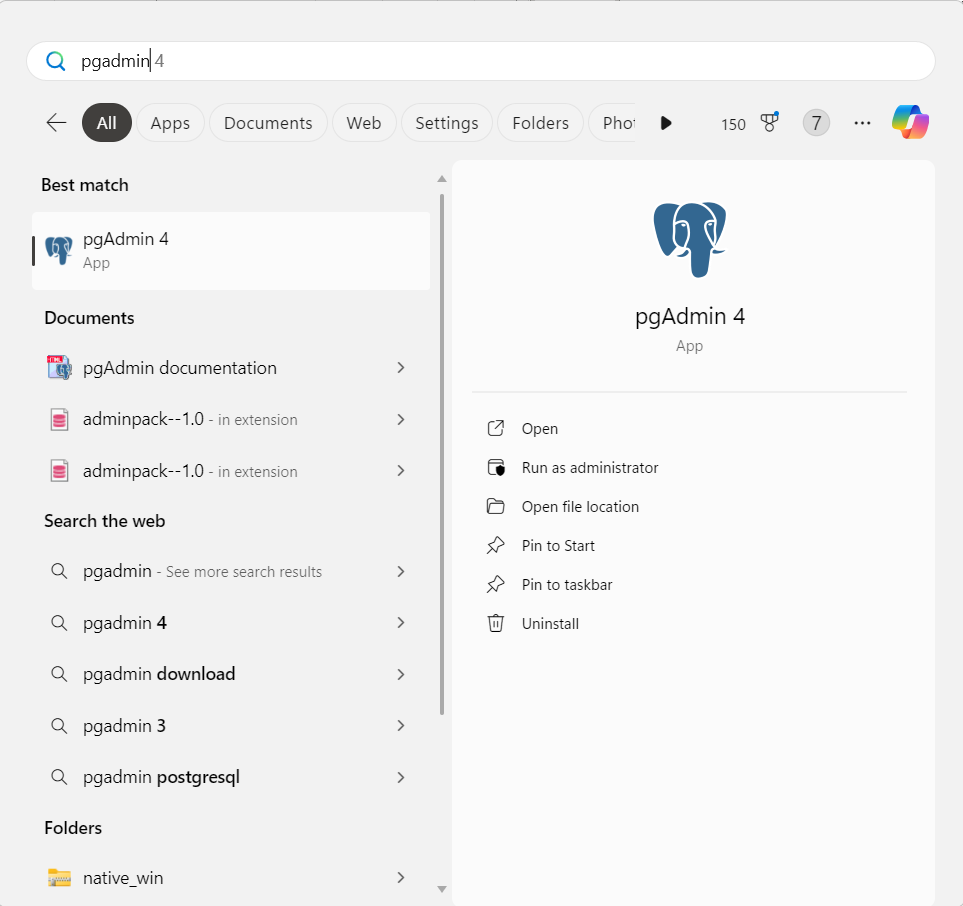 pgadmin 4
All Apps Documents Web Settings Folders Phot 150 7 ...
Best match
pgAdmin 4
App
Documents
pgAdmin documentation
adminpack--1.0 - in extension
adminpack--1.0 - in extension
Search the web
pgadmin - See more search results
pgadmin 4
pgadmin download
pgadmin 3
pgadmin postgresql
Folders
native_win
pgAdmin 4
App
Open
Run as administrator
Open file location
Pin to Start
Pin to taskbar
Uninstall